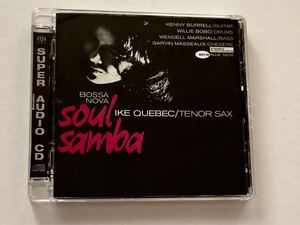 KENNY BURRELL/GUITAR
WILLIE BOBO/DRUMS
WENDELL MARSHALL/BASS
GARVIN MASSEAUX/CHEKERE
BLUE NOTE
BOSSA
NOVA
soul
samba
IKE QUEBEC/TENOR SAX
SUPER AUDIO CD